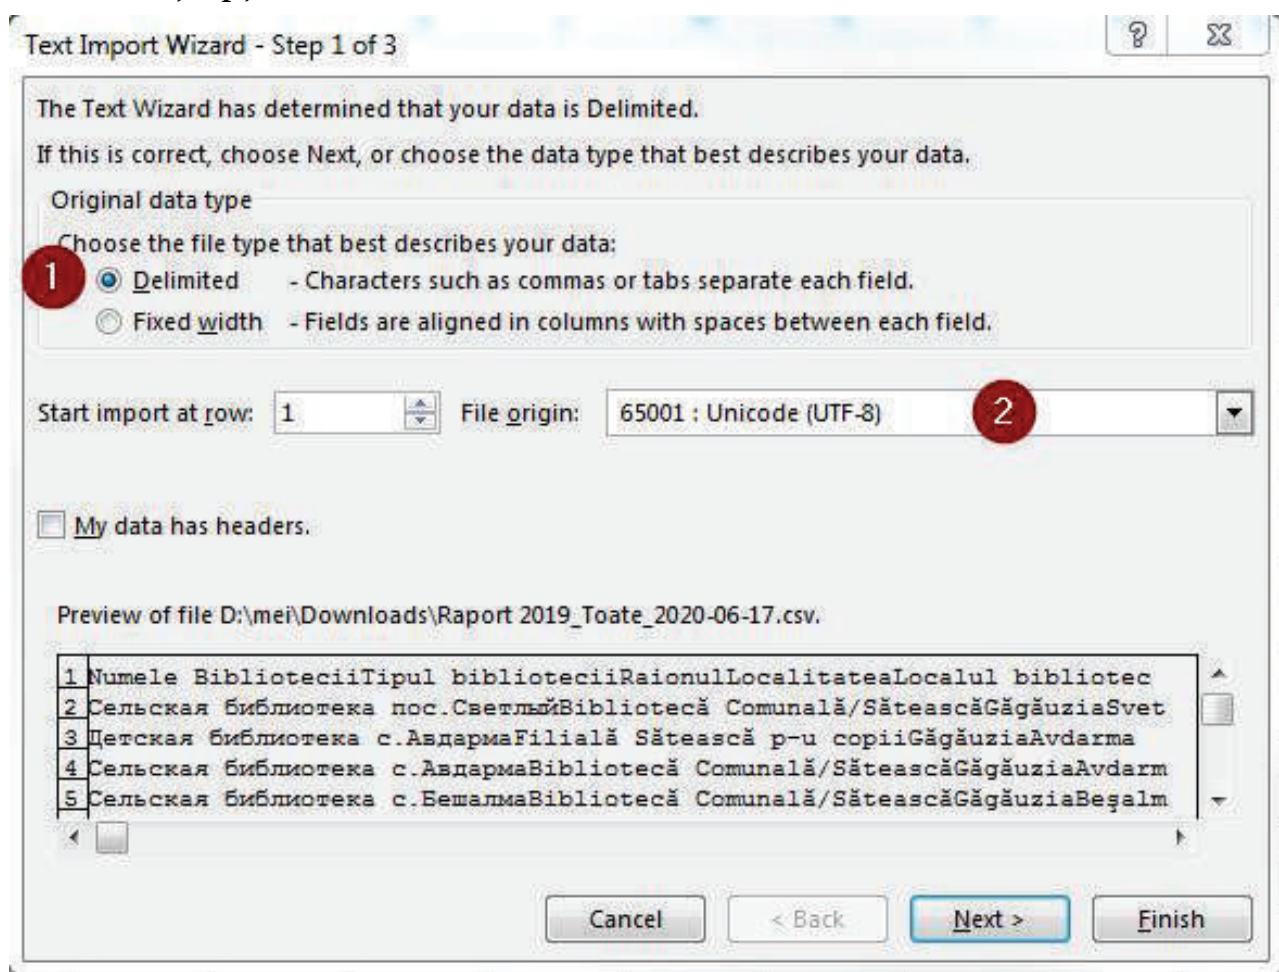 Text Import Wizard - Step 1 of 3
The Text Wizard has determined that your data is Delimited.
If this is correct, choose Next, or choose the data type that best describes your data.
Original data type
Choose the file type that best describes your data:
1 Delimited - Characters such as commas or tabs separate each field.
Fixed width - Fields are aligned in columns with spaces between each field.
Start import at row: 1 File origin: 65001 : Unicode (UTF-8) 2
My data has headers.
Preview of file D:\mei\Downloads\Raport 2019_Toate_2020-06-17.csv.
1 Numele BiblioteciiTipul biblioteciiRaionulLocalitateaLocalul bibliotec
2 Сельская библиотека пос.СветлыйBibliotecă Comunală/SăteascăGăgăuziaSvet
3 Детская библиотека с.АвдармаFilială Sătească p-u copiiGăgăuziaAvdarma
4 Сельская библиотека с.АвдармаBibliotecă Comunală/SăteascăGăgăuziaAvdarm
5 Сельская библиотека с.БешалмаBibliotecă Comunală/SăteascăGăgăuziaBeşalm
Cancel < Back Next > Finish